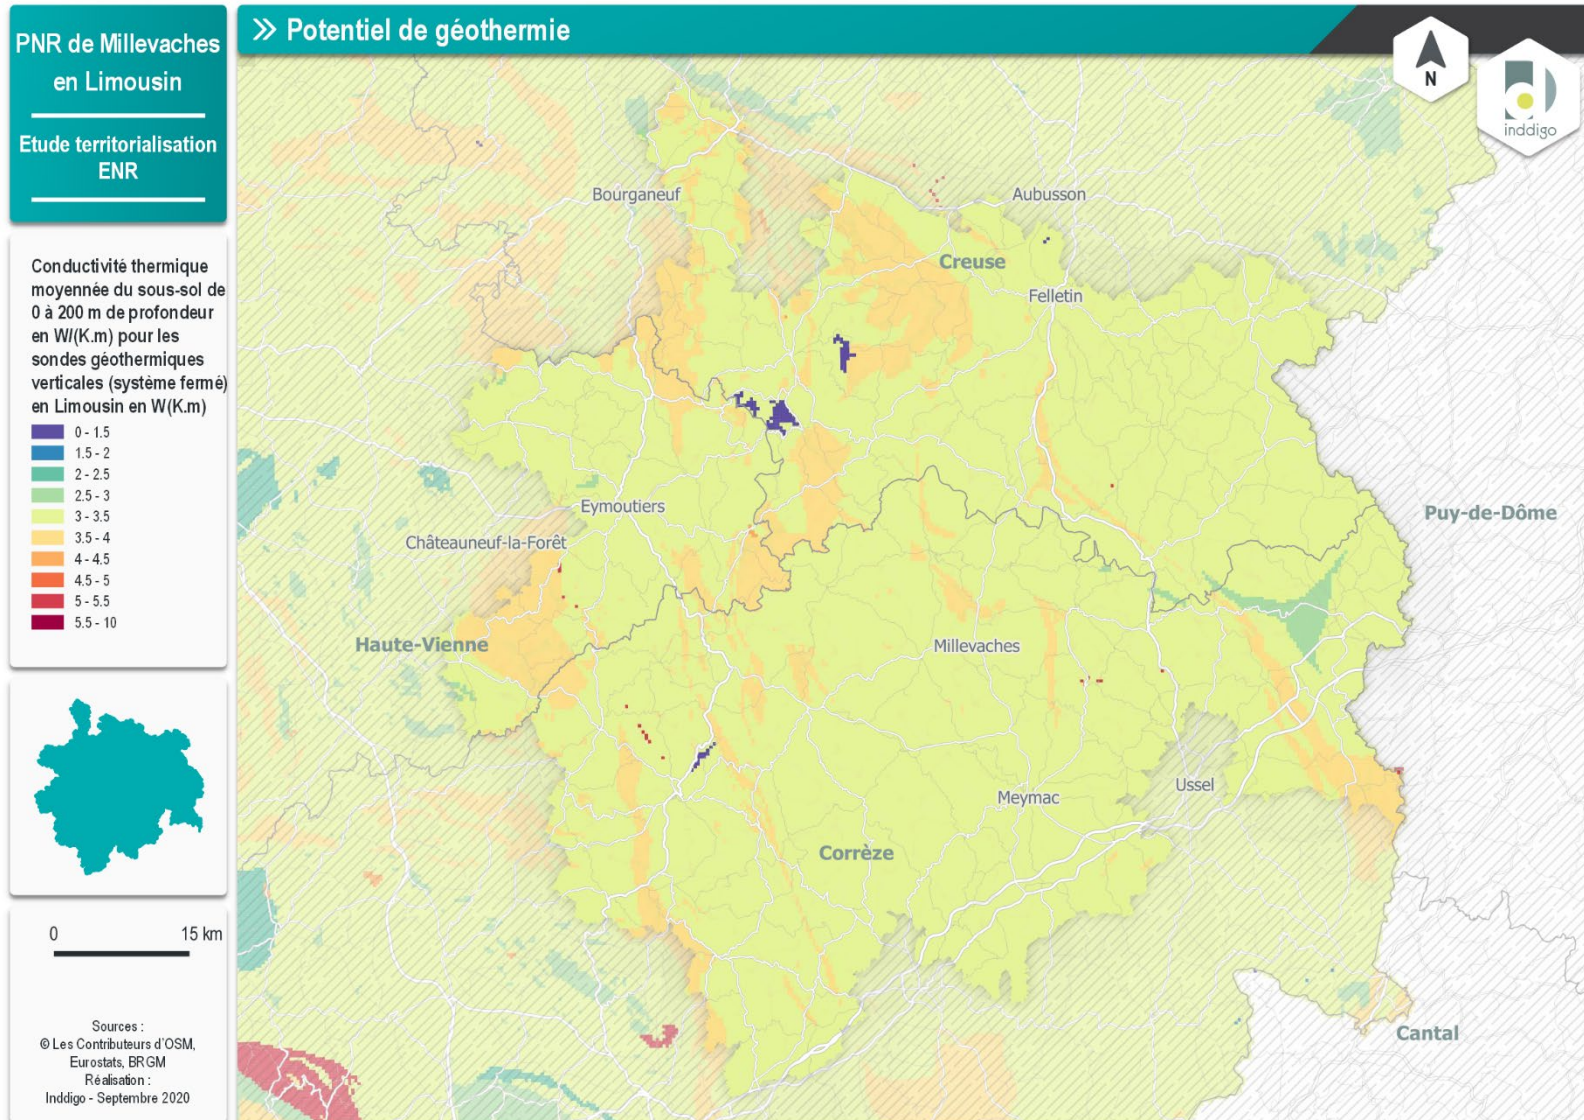 PNR de Millevaches
en Limousin
Etude territorialisation
ENR
>> Potentiel de géothermie
N
inddigo
Conductivité thermique
moyennée du sous-sol de
0 à 200 m de profondeur
en W/(K.m) pour les
sondes géothermiques
verticales (système fermé)
en Limousin en W(K.m)
0 - 1.5
1.5 - 2
2 - 2.5
2.5 - 3
3 - 3.5
3.5 - 4
4 - 4.5
4.5 - 5
5 - 5.5
5.5 - 10
0 15 km
Sources :
© Les Contributeurs d'OSM,
Eurostats, BRGM
Réalisation :
Inddigo - Septembre 2020
Bourganeuf
Aubusson
Creuse
Felletin
Eymoutiers
Puy-de-Dôme
Châteauneuf-la-Forêt
Haute-Vienne
Millevaches
Ussel
Meymac
Corrèze
Cantal